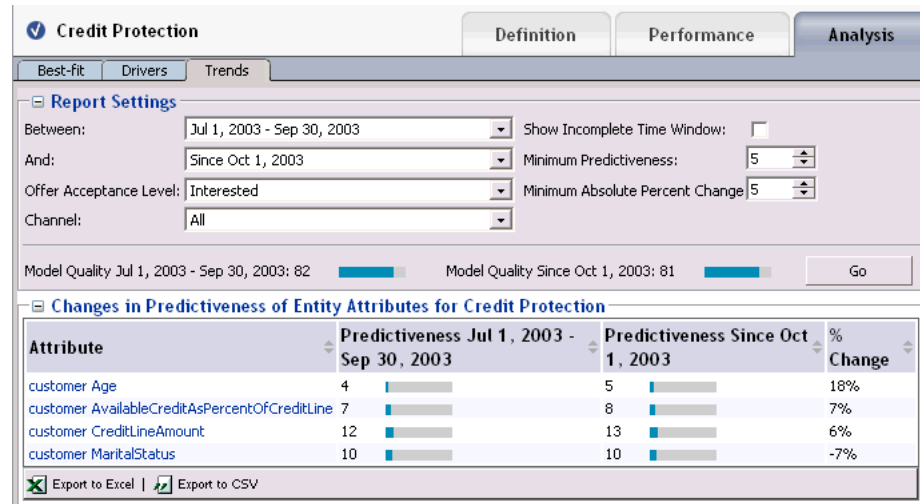 Credit Protection
Definition
Performance
Analysis
Best-fit
Drivers
Trends
Report Settings
Between: Jul 1, 2003 - Sep 30, 2003
Show Incomplete Time Window:
And: Since Oct 1, 2003
Minimum Predictiveness: 5
Offer Acceptance Level: Interested
Minimum Absolute Percent Change 5
Channel: All
Model Quality Jul 1, 2003 - Sep 30, 2003: 82
Model Quality Since Oct 1, 2003: 81
Go
Changes in Predictiveness of Entity Attributes for Credit Protection
Attribute
Predictiveness Jul 1, 2003 -
Sep 30, 2003
Predictiveness Since Oct
1, 2003
%
Change
customer Age 4 5 18%
customer AvailableCreditAsPercentOfCreditLine 7 8 7%
customer CreditLineAmount 12 13 6%
customer MaritalStatus 10 10 -7%
Export to Excel | Export to CSV